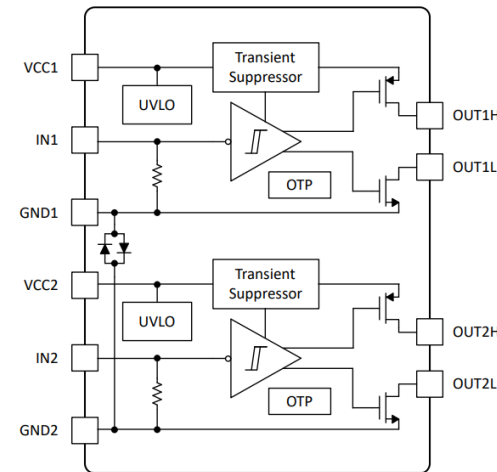 VCC1
Transient
Suppressor
UVLO
OUT1H
IN1
OUT1L
OTP
GND1
VCC2
Transient
Suppressor
UVLO
OUT2H
IN2
OUT2L
OTP
GND2